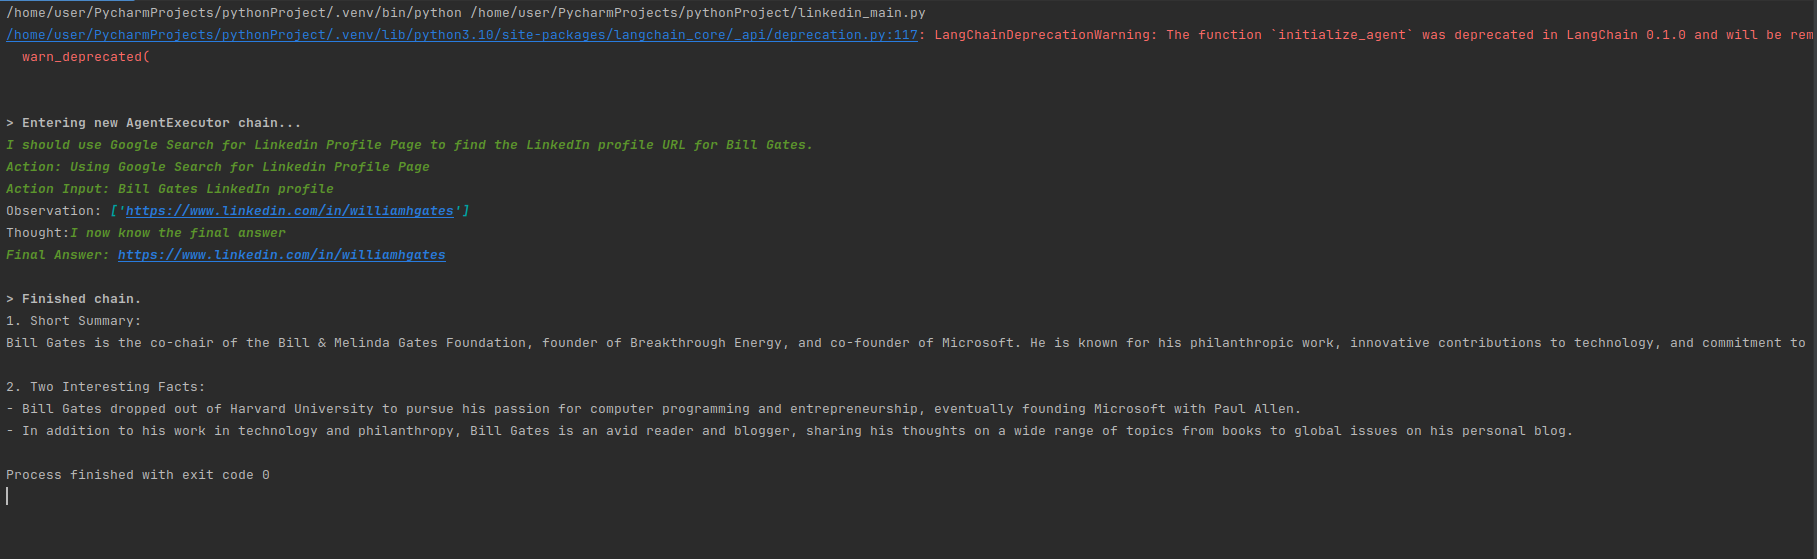 /home/user/PycharmProjects/pythonProject/.venv/bin/python /home/user/PycharmProjects/pythonProject/linkedin_main.py
/home/user/PycharmProjects/pythonProject/.venv/lib/python3.10/site-packages/langchain_core/_api/deprecation.py:117: LangChainDeprecationWarning: The function `initialize_agent` was deprecated in LangChain 0.1.0 and will be rem
warn_deprecated(
> Entering new AgentExecutor chain...
I should use Google Search for Linkedin Profile Page to find the LinkedIn profile URL for Bill Gates.
Action: Using Google Search for Linkedin Profile Page
Action Input: Bill Gates LinkedIn profile
Observation: ['https://www.linkedin.com/in/williamhgates']
Thought:I now know the final answer
Final Answer: https://www.linkedin.com/in/williamhgates
> Finished chain.
1. Short Summary:
Bill Gates is the co-chair of the Bill & Melinda Gates Foundation, founder of Breakthrough Energy, and co-founder of Microsoft. He is known for his philanthropic work, innovative contributions to technology, and commitment to
2. Two Interesting Facts:
- Bill Gates dropped out of Harvard University to pursue his passion for computer programming and entrepreneurship, eventually founding Microsoft with Paul Allen.
- In addition to his work in technology and philanthropy, Bill Gates is an avid reader and blogger, sharing his thoughts on a wide range of topics from books to global issues on his personal blog.
Process finished with exit code 0